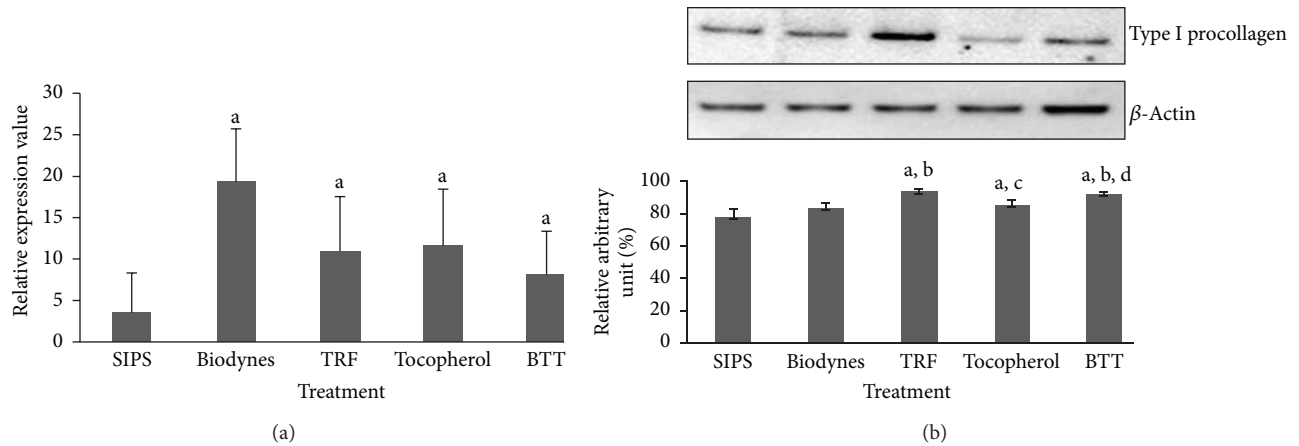 Relative expression value
30
25
20
15
10
5
0
a
a
a
a
SIPS
Biodynes
TRF
Tocopherol
BTT
Treatment
(a)
Type I procollagen
β-Actin
Relative arbitrary
unit (%)
100
80
60
40
20
0
a, b
a, c
a, b, d
SIPS
Biodynes
TRF
Tocopherol
BTT
Treatment
(b)